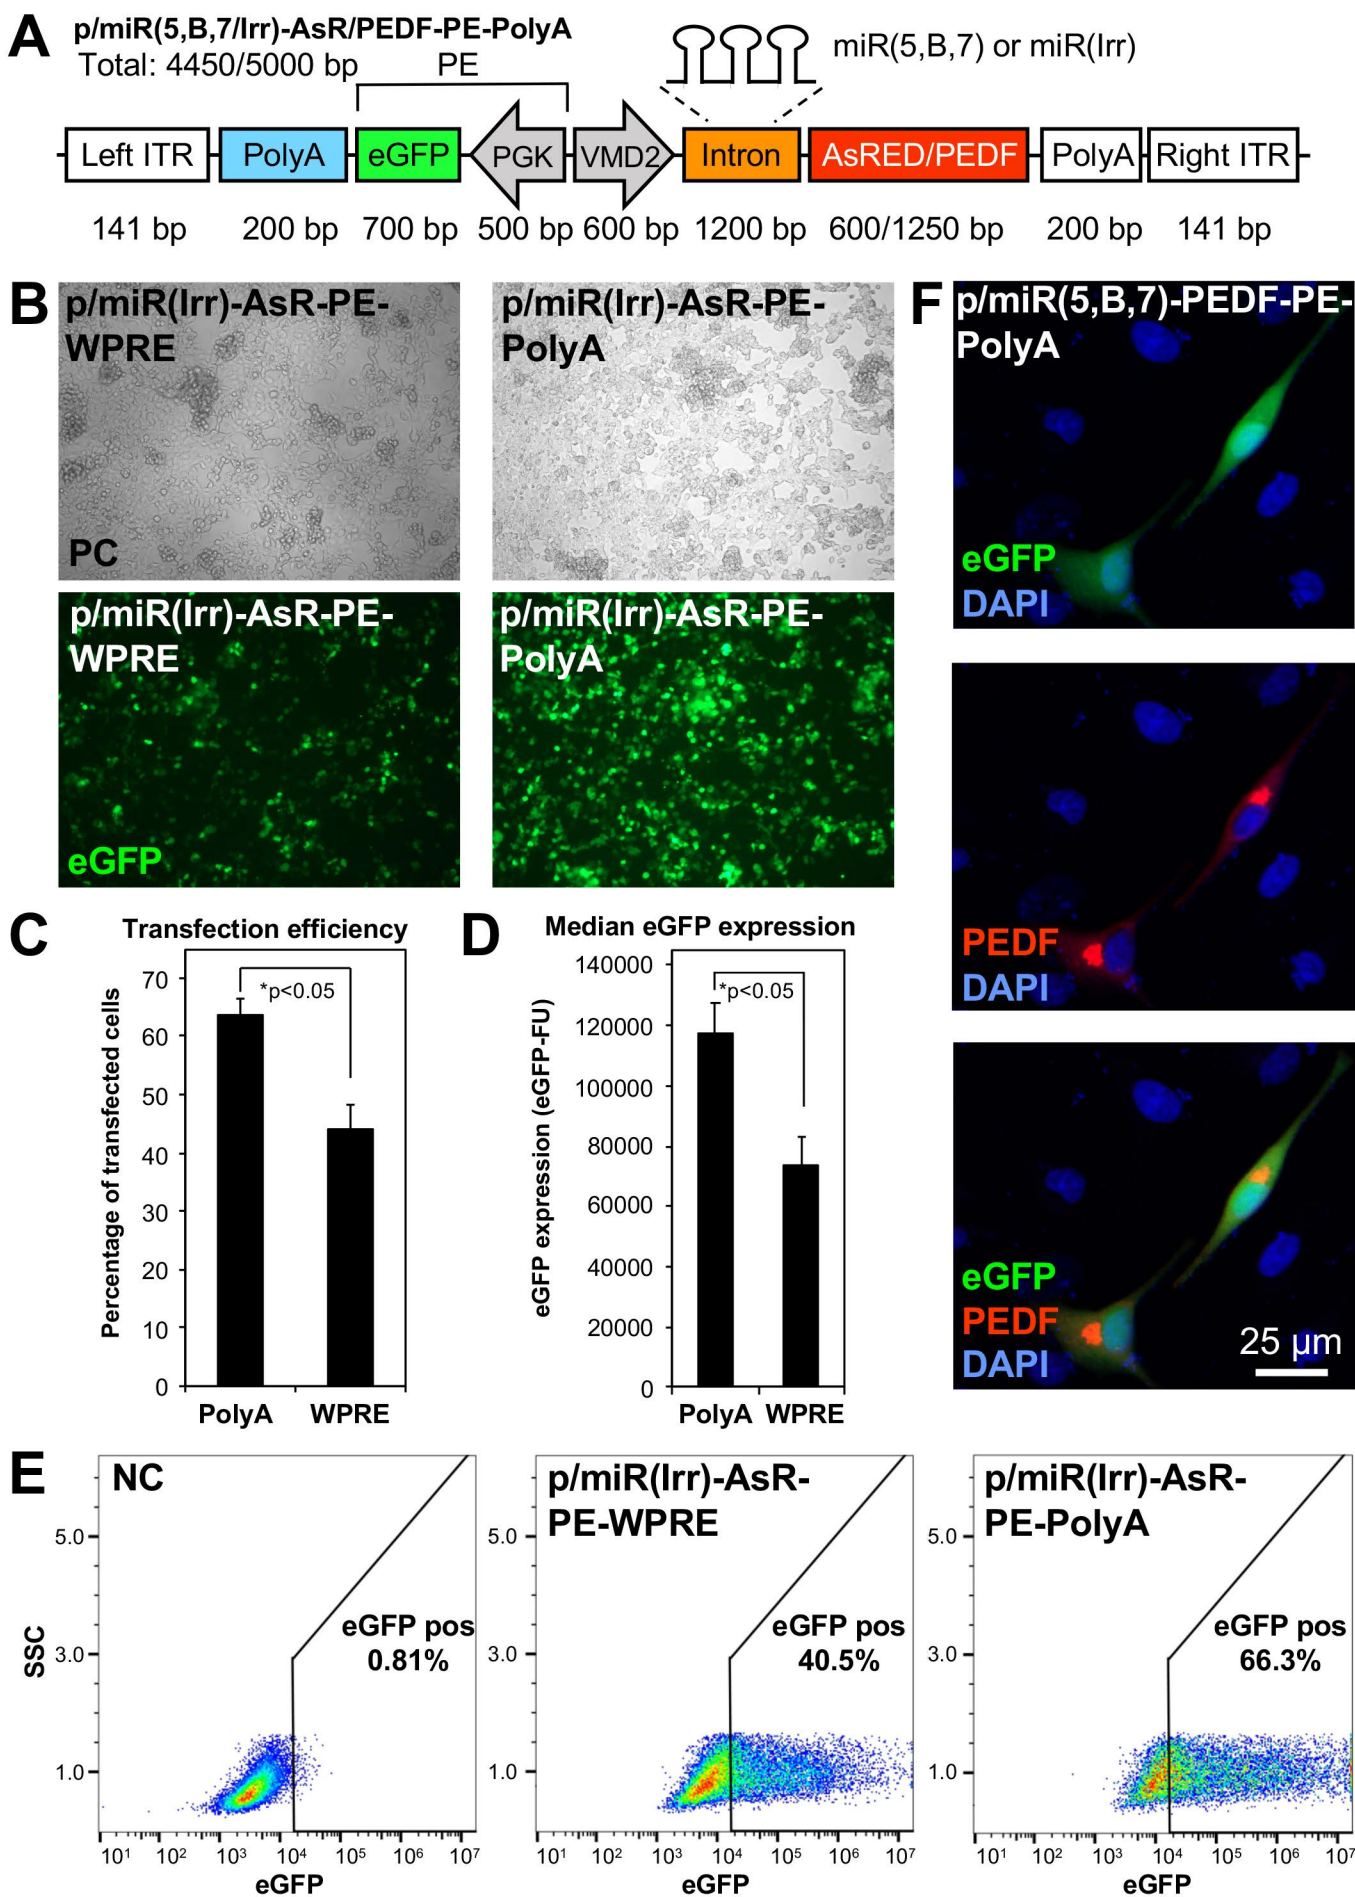 A
p/miR(5,B,7/Irr)-AsR/PEDF-PE-PolyA
Total: 4450/5000 bp
PE
miR(5,B,7) or miR(Irr)
Left ITR PolyA eGFP PGK VMD2 Intron AsRED/PEDF PolyA Right ITR
141 bp 200 bp 700 bp 500 bp 600 bp 1200 bp 600/1250 bp 200 bp 141 bp
B
p/miR(Irr)-AsR-PE-
WPRE
PC
p/miR(Irr)-AsR-PE-
PolyA
p/miR(Irr)-AsR-PE-
WPRE
eGFP
p/miR(Irr)-AsR-PE-
PolyA
C
Transfection efficiency
Percentage of transfected cells
70
60
50
40
30
20
10
0
*p<0.05
PolyA WPRE
D
Median eGFP expression
eGFP expression (eGFP-FU)
140000
120000
100000
80000
60000
40000
20000
0
*p<0.05
PolyA WPRE
F
p/miR(5,B,7)-PEDF-PE-
PolyA
eGFP
DAPI
PEDF
DAPI
eGFP
PEDF
DAPI
25 µm
E
NC
SSC
5.0
3.0
1.0
eGFP pos
0.81%
10¹ 10² 10³ 10⁴ 10⁵ 10⁶ 10⁷
eGFP
p/miR(Irr)-AsR-
PE-WPRE
5.0
3.0
1.0
eGFP pos
40.5%
10¹ 10² 10³ 10⁴ 10⁵ 10⁶ 10⁷
eGFP
p/miR(Irr)-AsR-
PE-PolyA
5.0
3.0
1.0
eGFP pos
66.3%
10¹ 10² 10³ 10⁴ 10⁵ 10⁶ 10⁷
eGFP